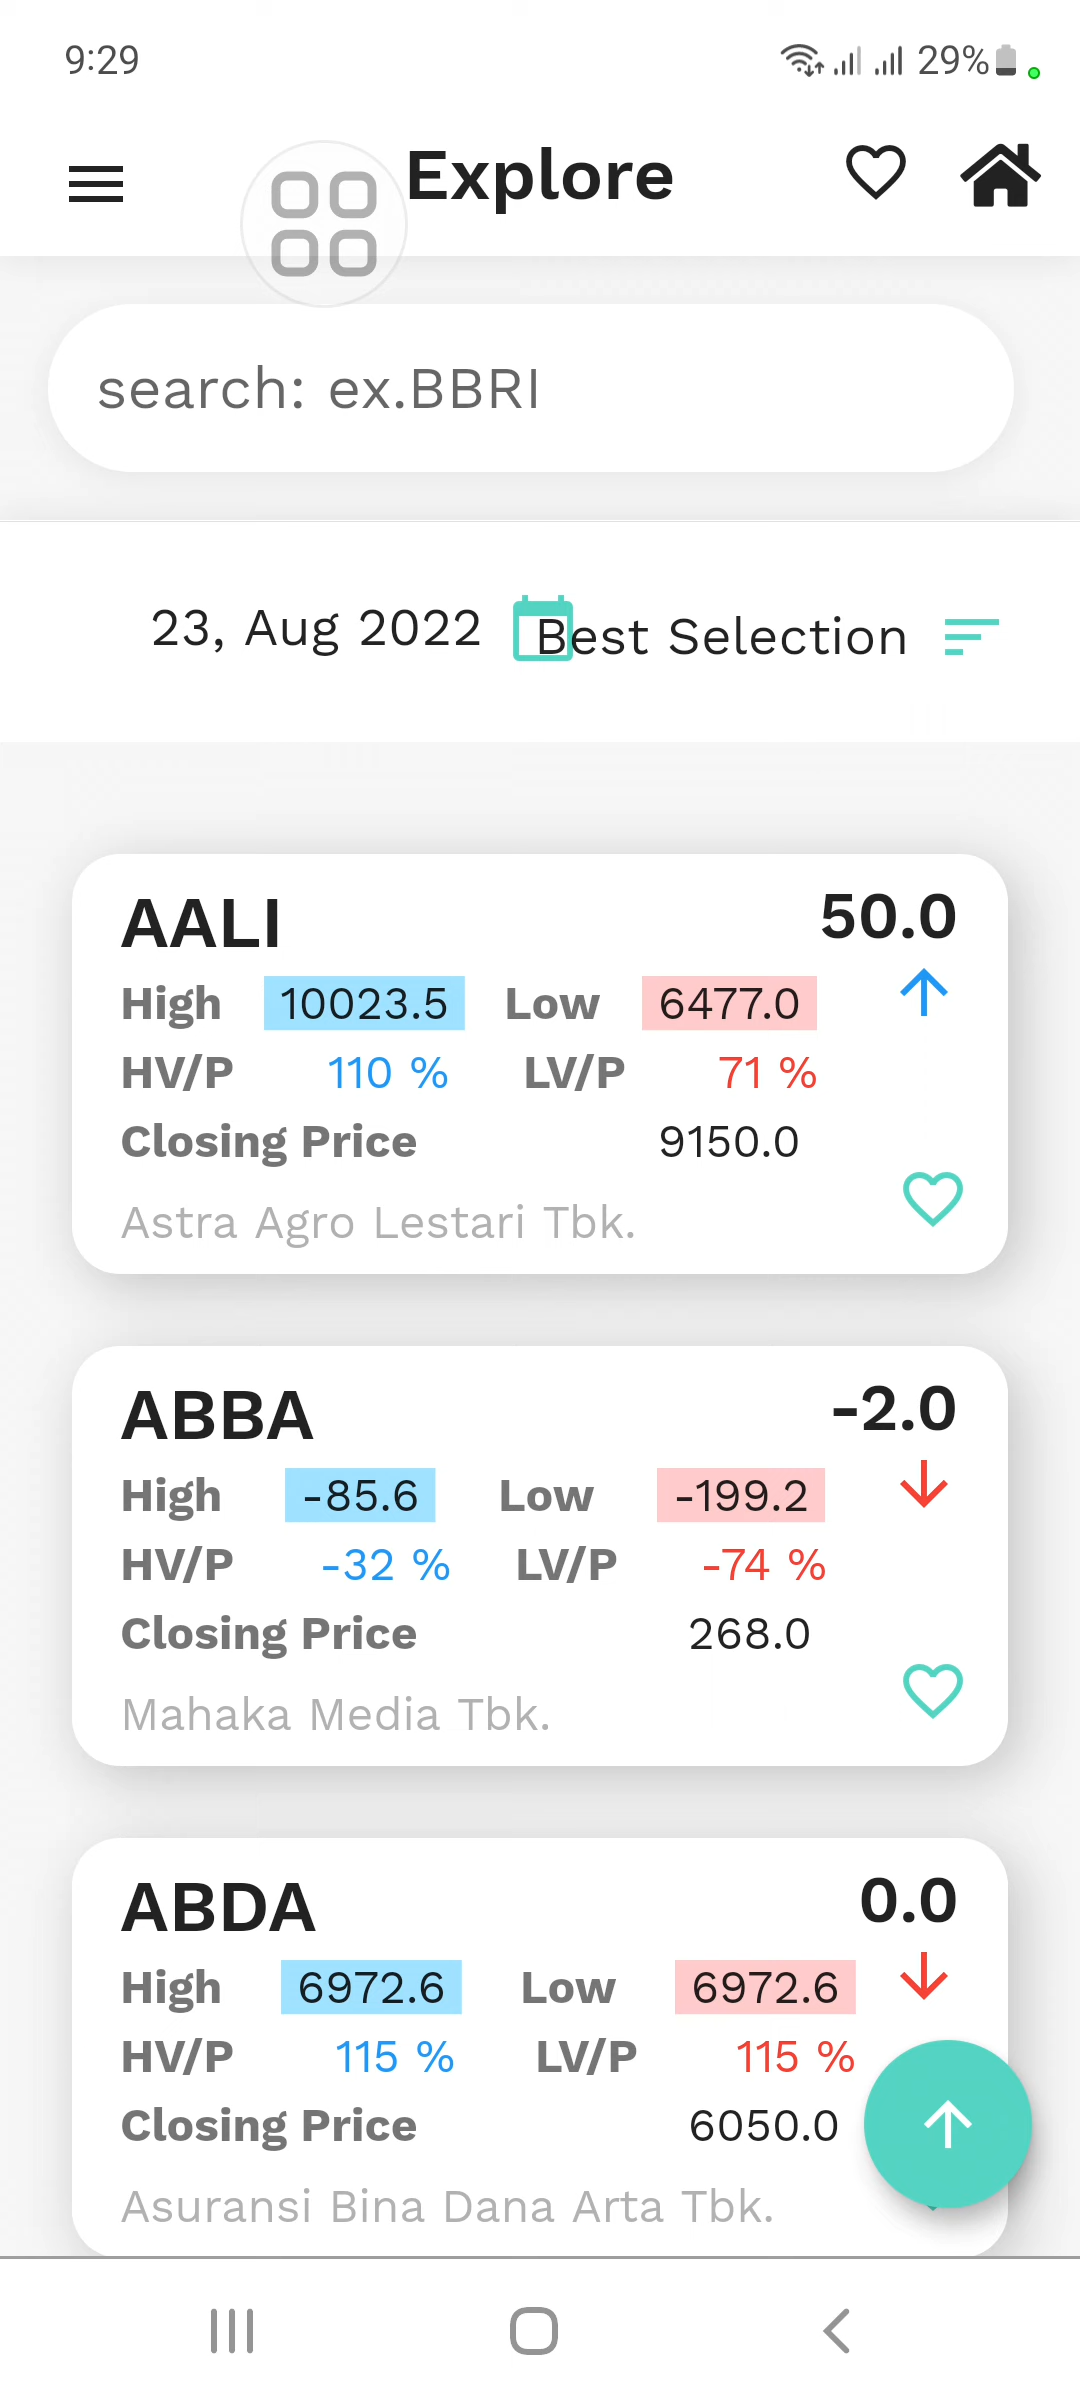 9:29 29%
Explore
search: ex.BBRI
23, Aug 2022 Best Selection
AALI 50.0
High 10023.5 Low 6477.0
HV/P 110 % LV/P 71 %
Closing Price 9150.0
Astra Agro Lestari Tbk.
ABBA -2.0
High -85.6 Low -199.2
HV/P -32 % LV/P -74 %
Closing Price 268.0
Mahaka Media Tbk.
ABDA 0.0
High 6972.6 Low 6972.6
HV/P 115 % LV/P 115 %
Closing Price 6050.0
Asuransi Bina Dana Arta Tbk.